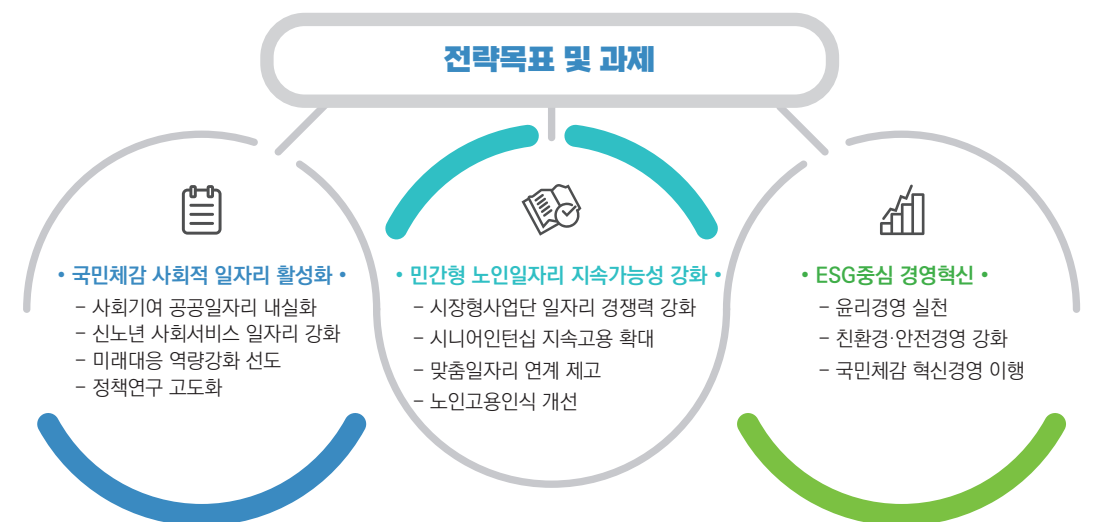 전략목표 및 과제
• 국민체감 사회적 일자리 활성화 •
- 사회기여 공공일자리 내실화
- 신노년 사회서비스 일자리 강화
- 미래대응 역량강화 선도
- 정책연구 고도화
• 민간형 노인일자리 지속가능성 강화 •
- 시장형사업단 일자리 경쟁력 강화
- 시니어인턴십 지속고용 확대
- 맞춤일자리 연계 제고
- 노인고용인식 개선
• ESG중심 경영혁신 •
- 윤리경영 실천
- 친환경·안전경영 강화
- 국민체감 혁신경영 이행